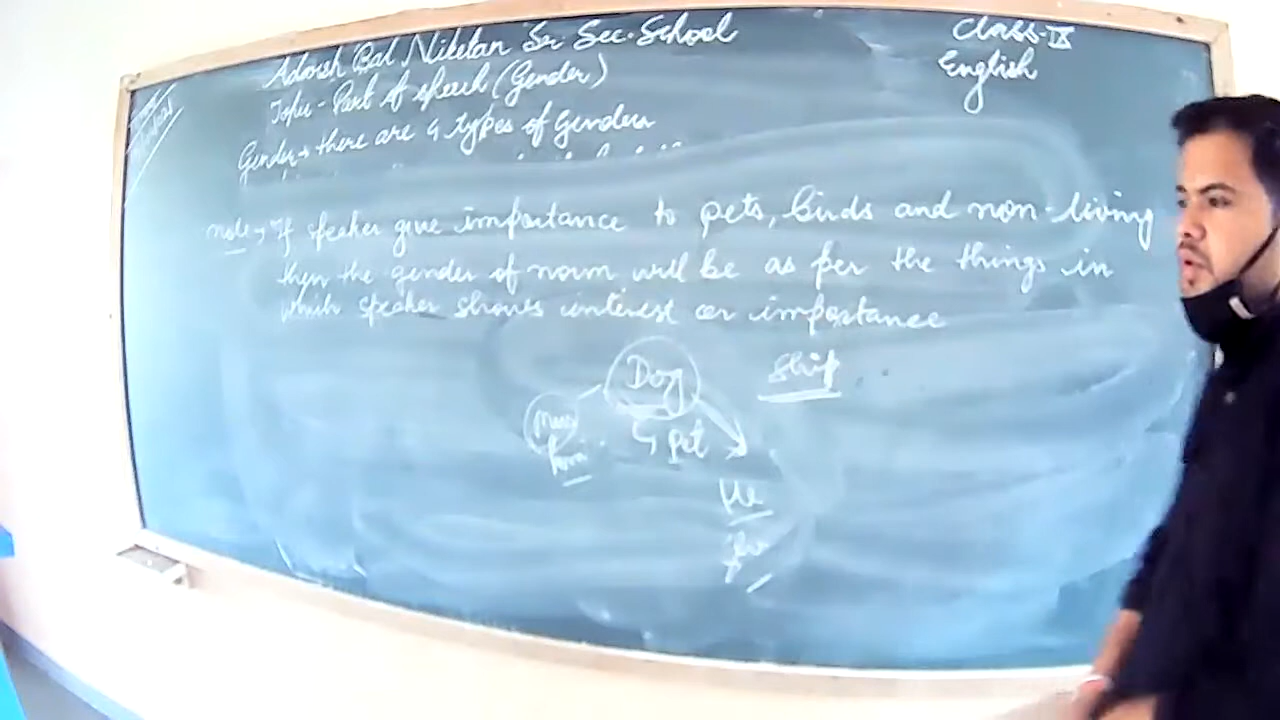 Adarsh Bal Niketan Sr. Sec. School
Class-IX
English
Topic - Part of speech (Gender)
Gender → there are 4 types of Genders
note → If speaker give importance to pets, birds and non-living
then the gender of noun will be as per the things in
which speaker shows interest or importance
Dog
Ship
pet
He